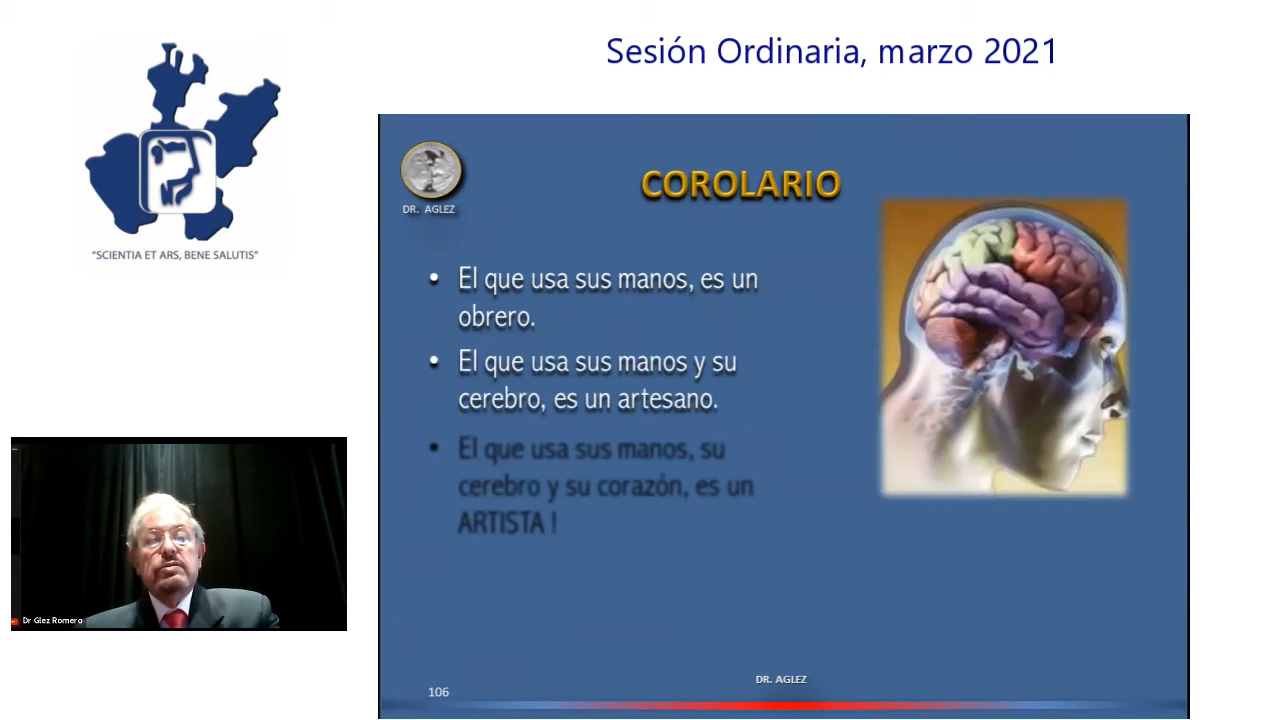 Sesión Ordinaria, marzo 2021
"SCIENTIA ET ARS, BENE SALUTIS"
DR. AGLEZ
COROLARIO
• El que usa sus manos, es un
obrero.
• El que usa sus manos y su
cerebro, es un artesano.
• El que usa sus manos, su
cerebro y su corazón, es un
ARTISTA !
Dr Glez Romero
DR. AGLEZ
106